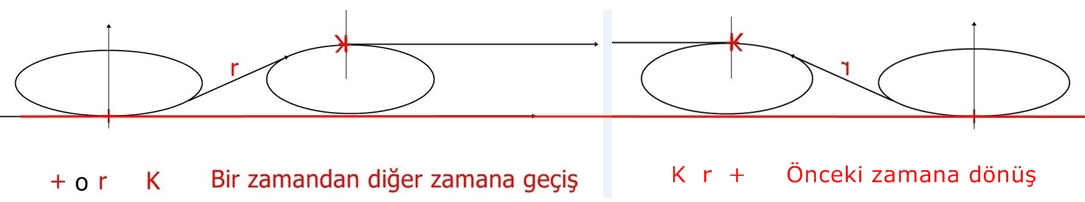 K
K
r
r
+ o r K Bir zamandan diğer zamana geçiş
K r + Önceki zamana dönüş